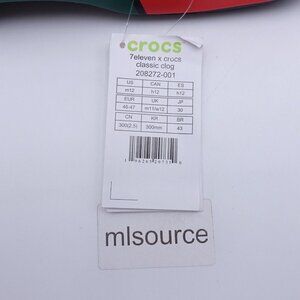 crocs
7eleven x crocs
classic clog
208272-001
US CAN ES
m12 h12 h12
EUR UK JP
46-47 m11/w12 30
CN KR BR
300(2.5) 300mm 43
mlsource